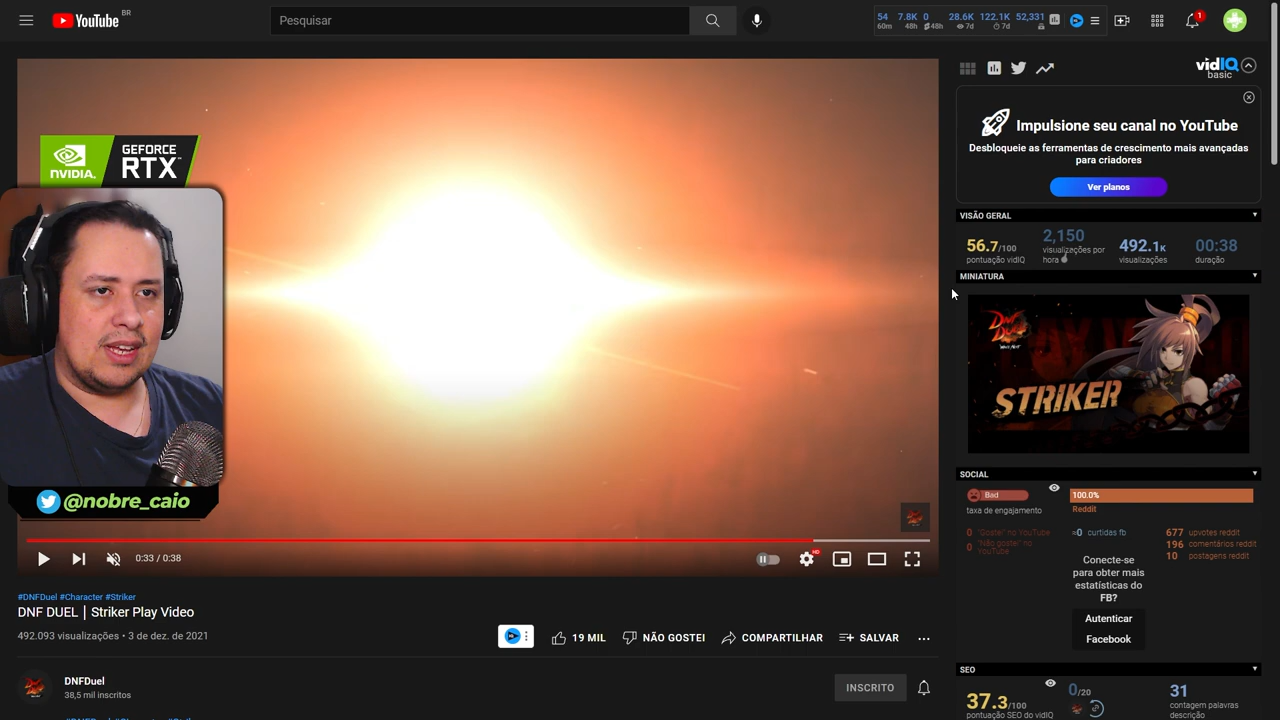 YouTube BR
Pesquisar
54 7.8K 0 28.6K 122.1K 52,331
60m 48h 48h 7d 7d
1
NVIDIA.
GEFORCE
RTX
@nobre_caio
0:33 / 0:38
HD
#DNFDuel #Character #Striker
DNF DUEL | Striker Play Video
492.093 visualizações • 3 de dez. de 2021
19 MIL
NÃO GOSTEI
COMPARTILHAR
SALVAR
DNFDuel
38,5 mil inscritos
INSCRITO
vidIQ
basic
Impulsione seu canal no YouTube
Desbloqueie as ferramentas de crescimento mais avançadas
para criadores
Ver planos
VISÃO GERAL
56.7/100
pontuação vidIQ
2,150
visualizações por
hora
492.1K
visualizações
00:38
duração
MINIATURA
DNF
DUEL
STRIKER
SOCIAL
Bad
taxa de engajamento
100.0%
Reddit
0 "Gostei" no YouTube
0 "Não gostei" no
YouTube
≈0 curtidas fb
677 upvotes reddit
196 comentários reddit
10 postagens reddit
Conecte-se
para obter mais
estatísticas do
FB?
Autenticar
Facebook
SEO
37.3/100
pontuação SEO do vidIQ
0/20
31
contagem palavras
descrição